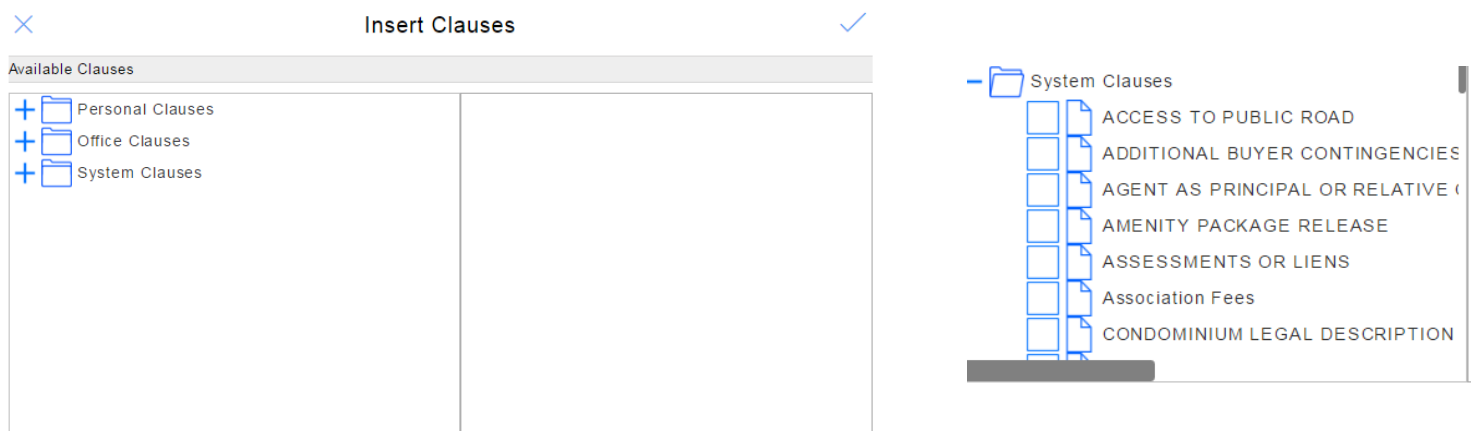 Insert Clauses
Available Clauses
Personal Clauses
Office Clauses
System Clauses
System Clauses
ACCESS TO PUBLIC ROAD
ADDITIONAL BUYER CONTINGENCIES
AGENT AS PRINCIPAL OR RELATIVE
AMENITY PACKAGE RELEASE
ASSESSMENTS OR LIENS
Association Fees
CONDOMINIUM LEGAL DESCRIPTION